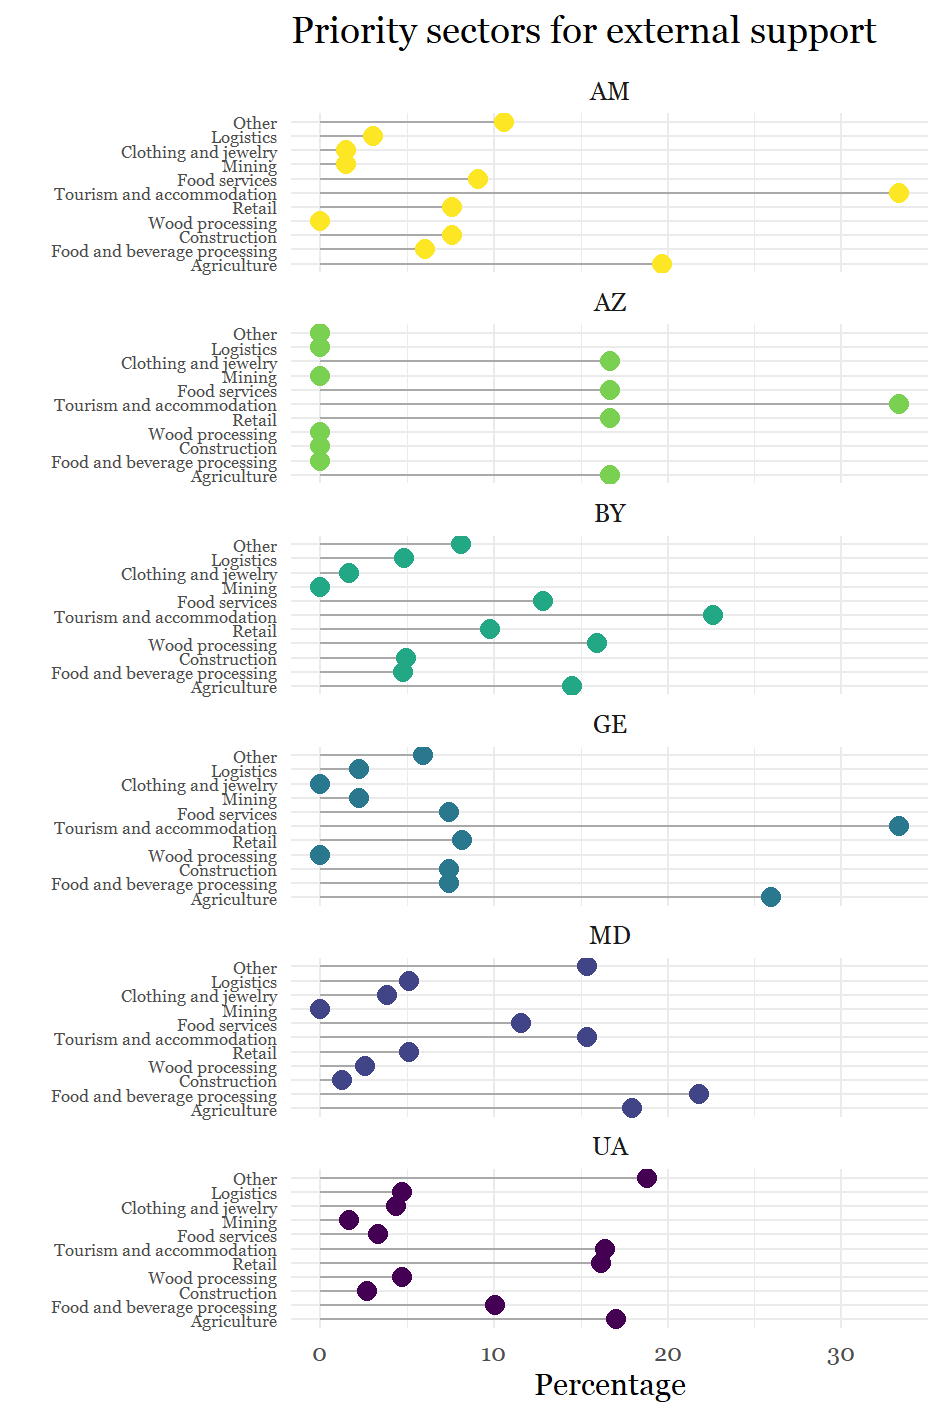 Priority sectors for external support
AM
Other
Logistics
Clothing and jewelry
Mining
Food services
Tourism and accommodation
Retail
Wood processing
Construction
Food and beverage processing
Agriculture
AZ
Other
Logistics
Clothing and jewelry
Mining
Food services
Tourism and accommodation
Retail
Wood processing
Construction
Food and beverage processing
Agriculture
BY
Other
Logistics
Clothing and jewelry
Mining
Food services
Tourism and accommodation
Retail
Wood processing
Construction
Food and beverage processing
Agriculture
GE
Other
Logistics
Clothing and jewelry
Mining
Food services
Tourism and accommodation
Retail
Wood processing
Construction
Food and beverage processing
Agriculture
MD
Other
Logistics
Clothing and jewelry
Mining
Food services
Tourism and accommodation
Retail
Wood processing
Construction
Food and beverage processing
Agriculture
UA
Other
Logistics
Clothing and jewelry
Mining
Food services
Tourism and accommodation
Retail
Wood processing
Construction
Food and beverage processing
Agriculture
0 10 20 30
Percentage